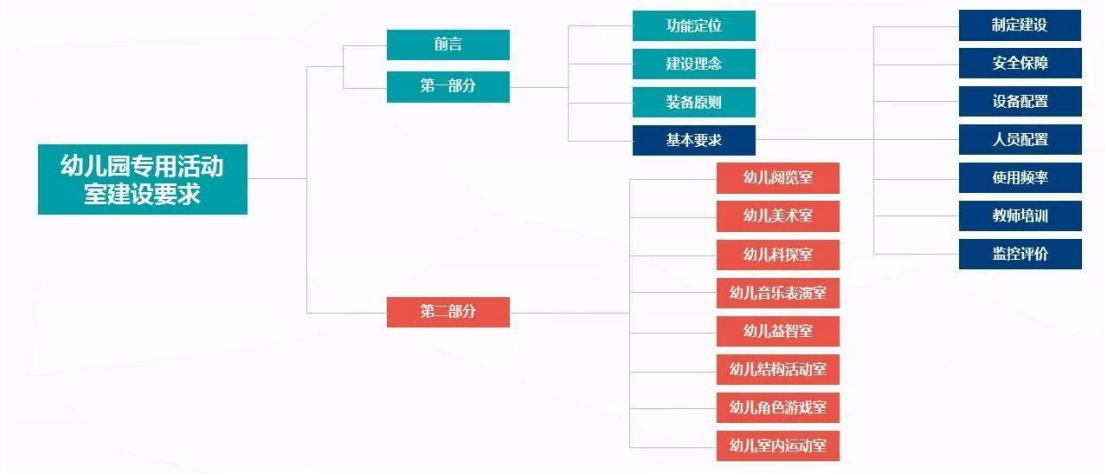 幼儿园专用活动
室建设要求
前言
第一部分
功能定位
建设理念
装备原则
基本要求
制定建设
安全保障
设备配置
人员配置
使用频率
教师培训
监控评价
第二部分
幼儿阅览室
幼儿美术室
幼儿科探室
幼儿音乐表演室
幼儿益智室
幼儿结构活动室
幼儿角色游戏室
幼儿室内运动室